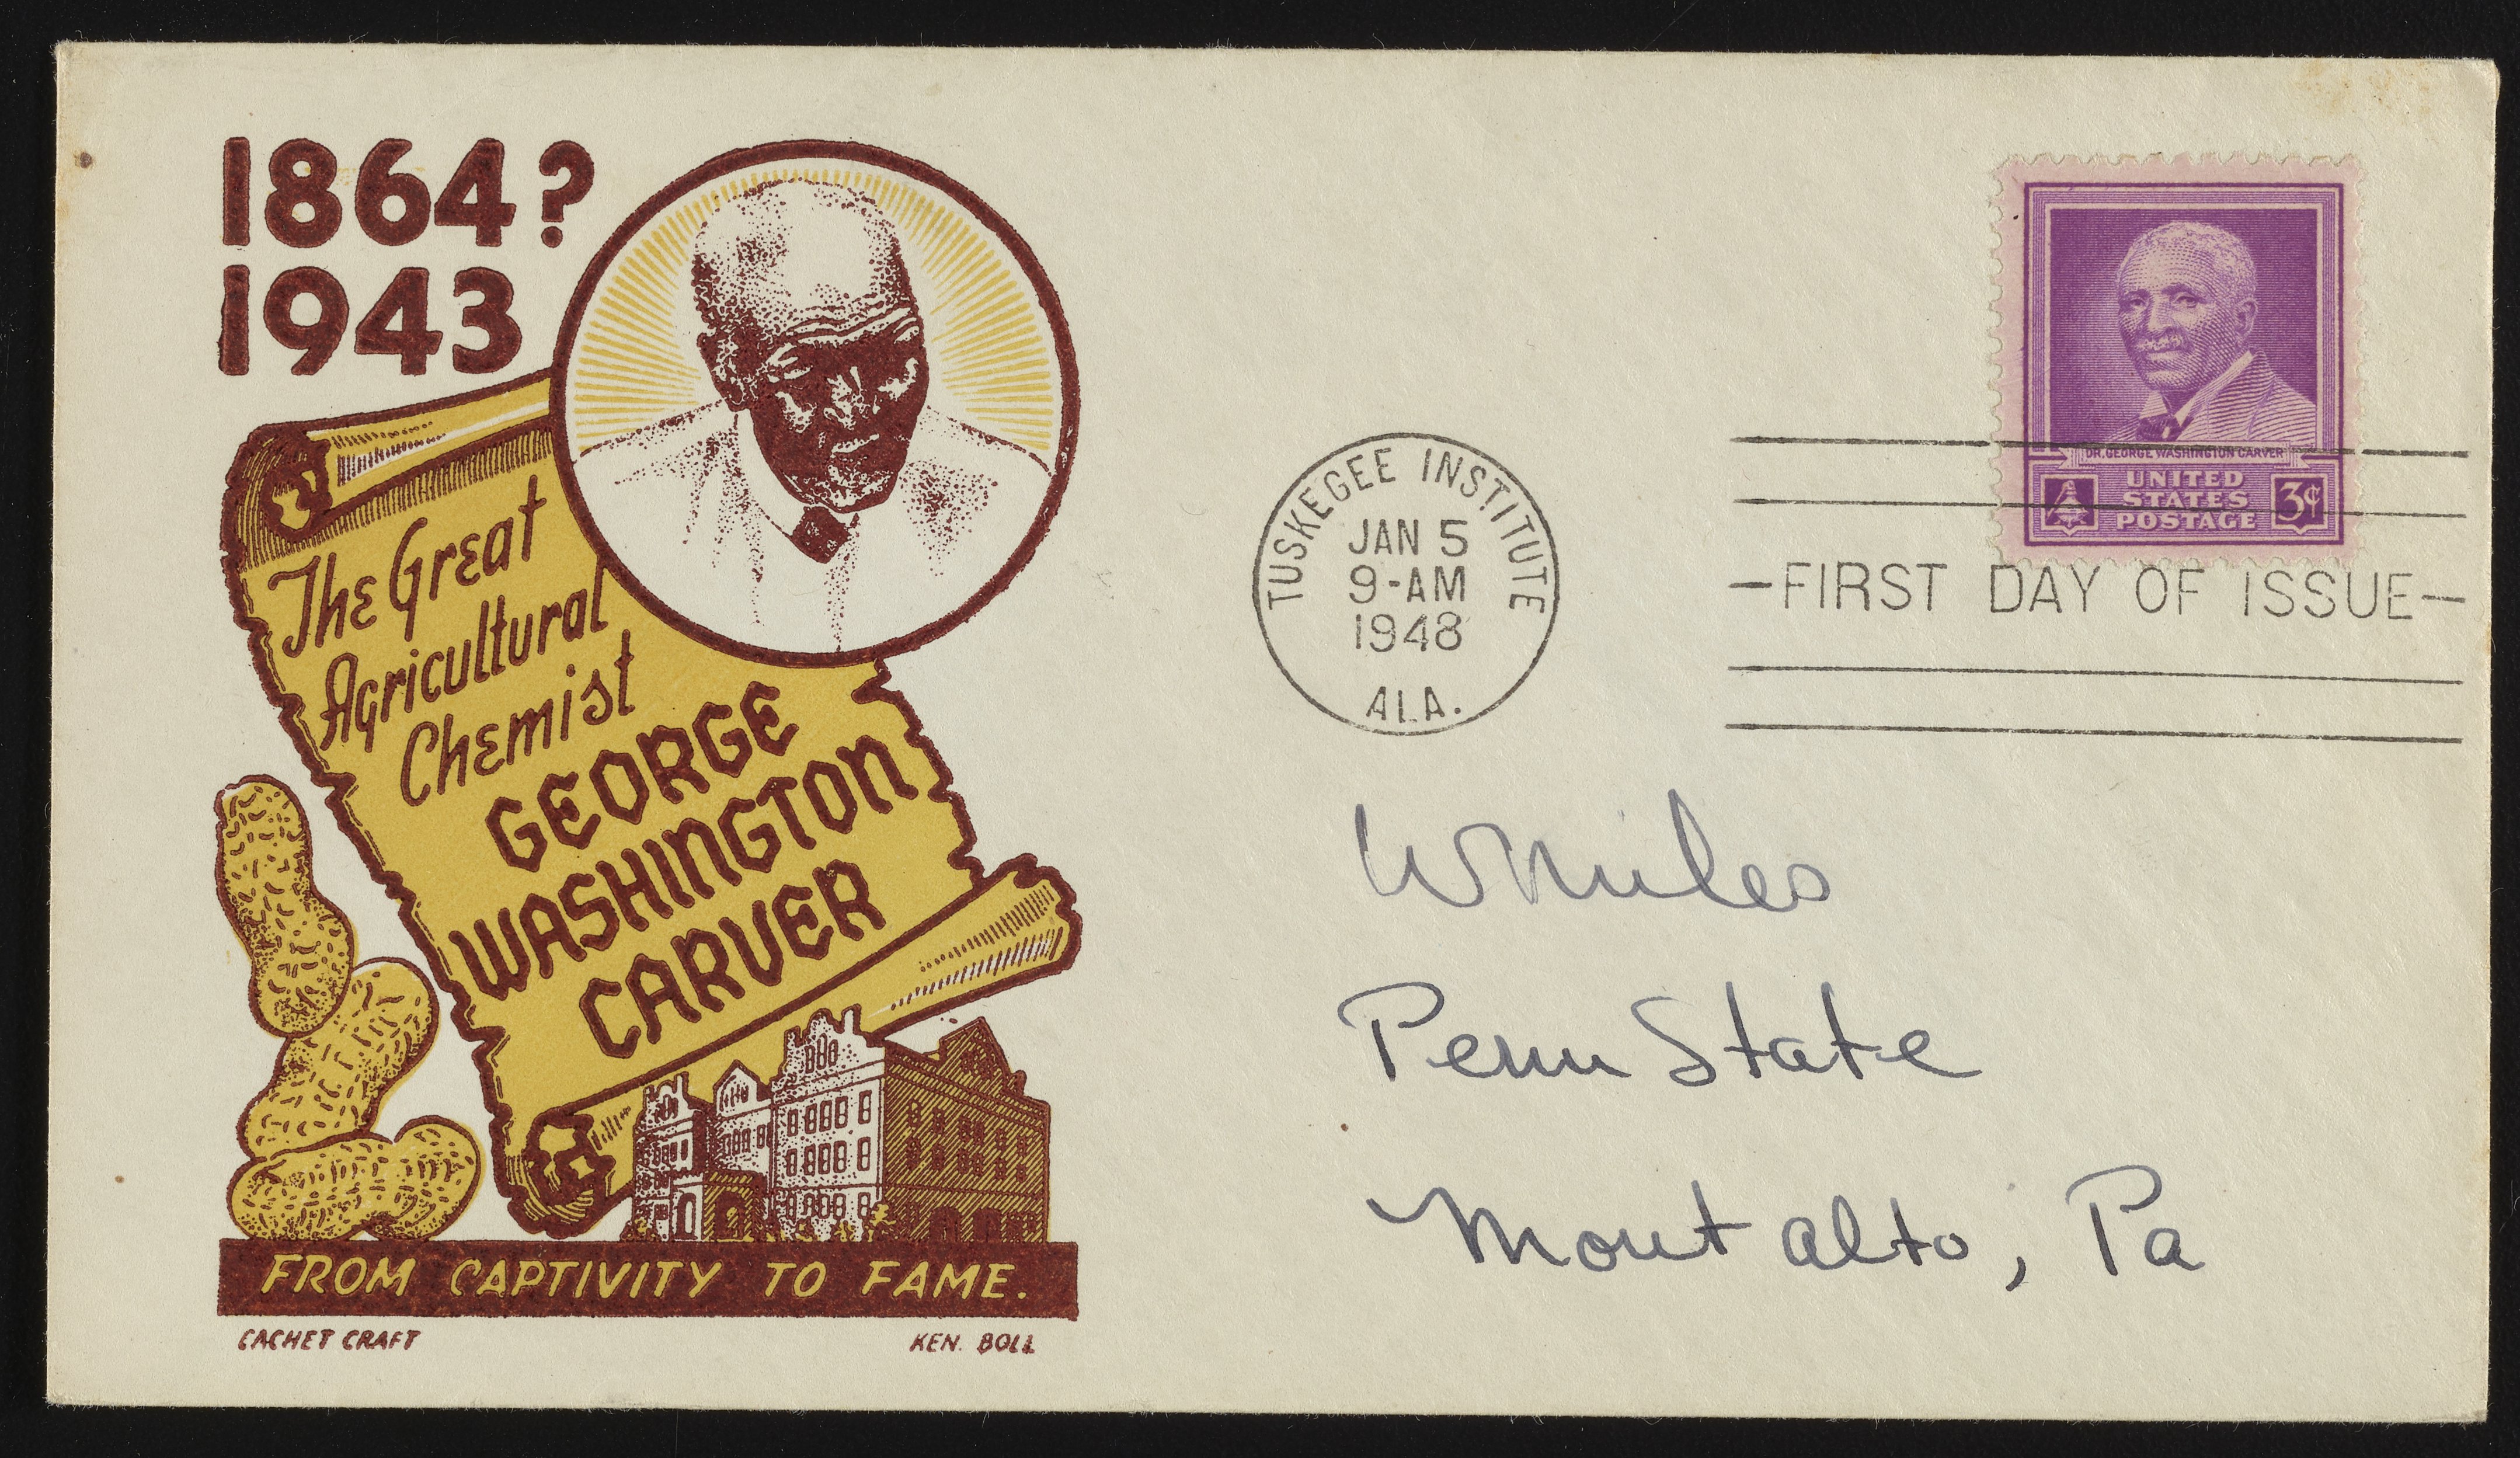 1864?
1943
The Great
Agricultural
Chemist
GEORGE
WASHINGTON
CARVER
FROM CAPTIVITY TO FAME.
CACHET CRAFT
KEN. BOLL
DR. GEORGE WASHINGTON CARVER
UNITED
STATES
POSTAGE
3¢
TUSKEGEE INSTITUTE
JAN 5
9-AM
1948
ALA.
—FIRST DAY OF ISSUE—
W Miles
Penn State
Mont Alto, Pa